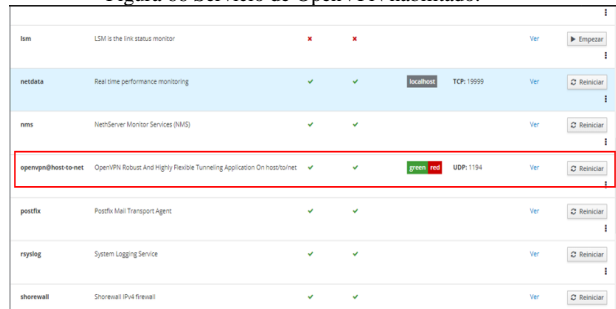 Figura 68 Servicio de OpenVPN habilitado.
lsm LSM is the link status monitor Ver Empezar
netdata Real time performance monitoring localhost TCP: 19999 Ver Reiniciar
nms NethServer Monitor Services (NMS) Ver Reiniciar
openvpn@host-to-net OpenVPN Robust And Highly Flexible Tunneling Application On host/to/net green red UDP: 1194 Ver Reiniciar
postfix Postfix Mail Transport Agent Ver Reiniciar
rsyslog System Logging Service Ver Reiniciar
shorewall Shorewall IPv4 firewall Ver Reiniciar